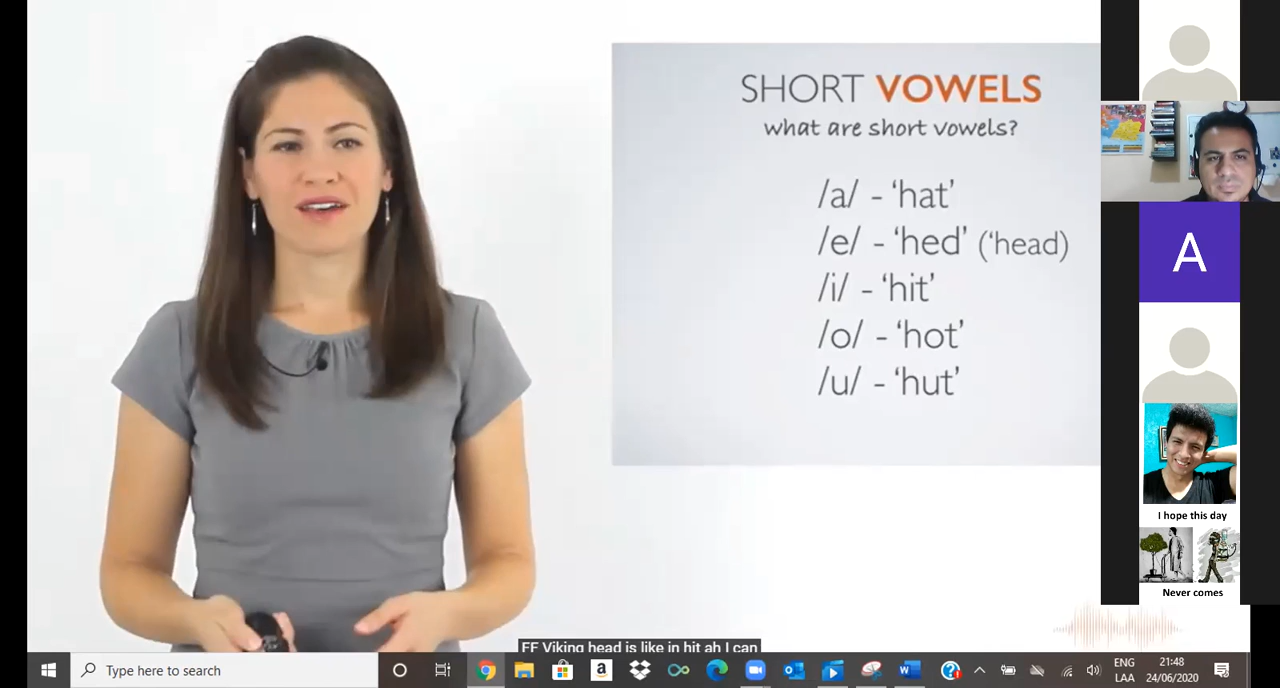 SHORT VOWELS
what are short vowels?
/a/ - ‘hat’
/e/ - ‘hed’ (‘head)
/i/ - ‘hit’
/o/ - ‘hot’
/u/ - ‘hut’
A
I hope this day
Never comes
EE Viking head is like in hit ah I can
Type here to search
ENG
LAA
21:48
24/06/2020